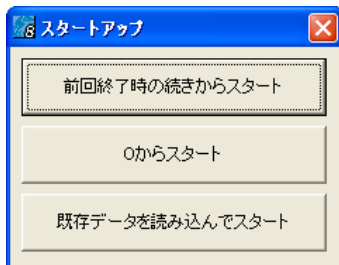 8 スタートアップ
前回終了時の続きからスタート
0からスタート
既存データを読み込んでスタート